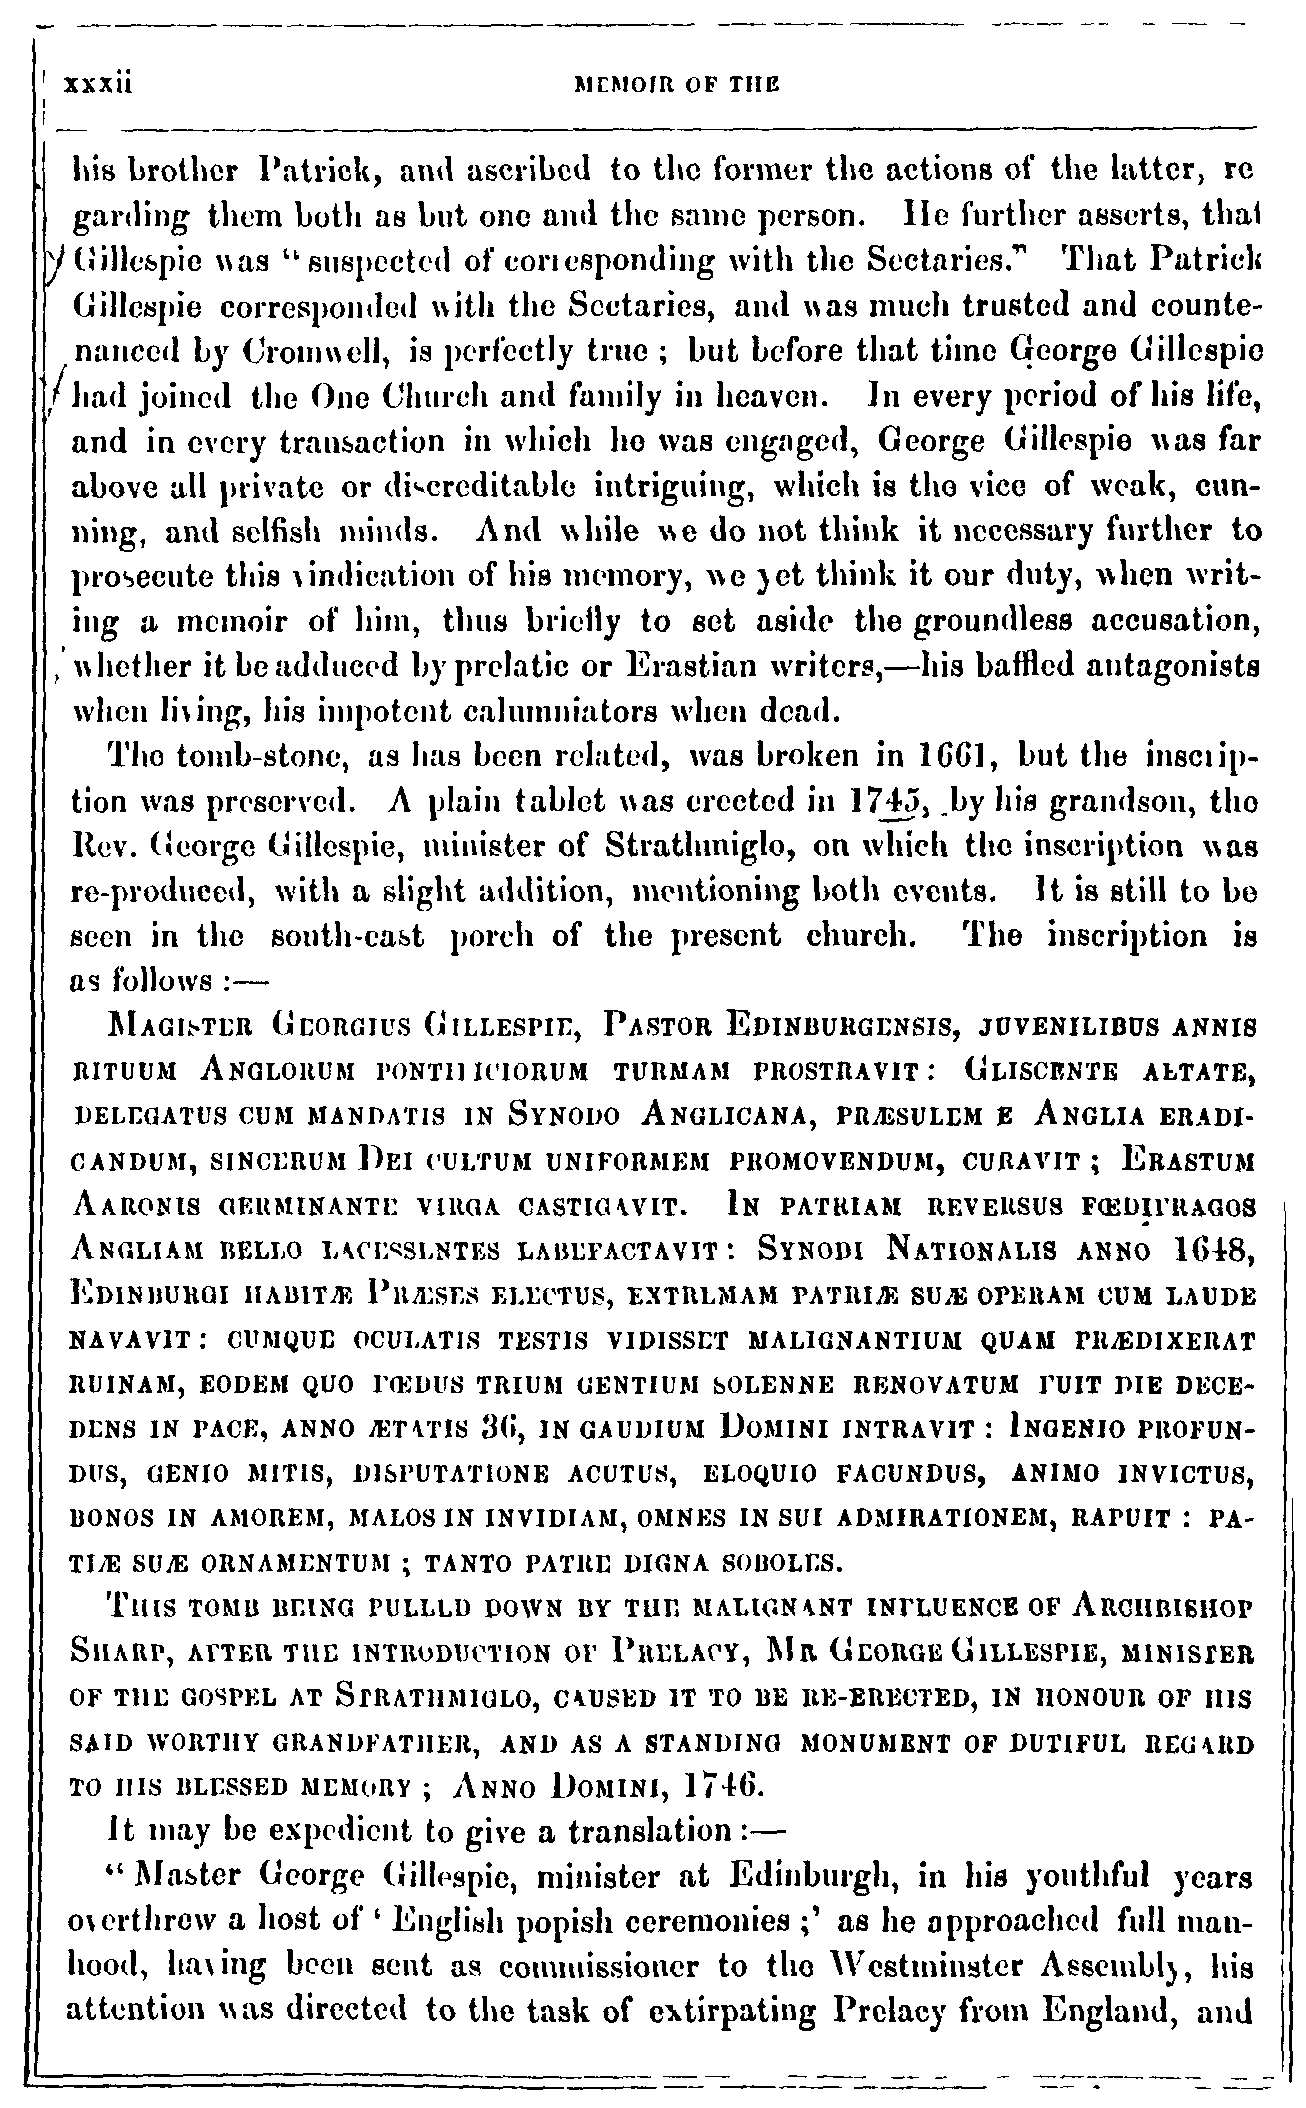 xxxii MEMOIR OF THE
his brother Patrick, and ascribed to the former the actions of the latter, re
garding them both as but one and the same person. He further asserts, that
Gillespie was "suspected of corresponding with the Sectaries." That Patrick
Gillespie corresponded with the Sectaries, and was much trusted and counte-
nanced by Cromwell, is perfectly true ; but before that time George Gillespie
had joined the One Church and family in heaven. In every period of his life,
and in every transaction in which he was engaged, George Gillespie was far
above all private or discreditable intriguing, which is the vice of weak, cun-
ning, and selfish minds. And while we do not think it necessary further to
prosecute this vindication of his memory, we yet think it our duty, when writ-
ing a memoir of him, thus briefly to set aside the groundless accusation,
whether it be adduced by prelatic or Erastian writers,—his baffled antagonists
when living, his impotent calumniators when dead.
The tomb-stone, as has been related, was broken in 1661, but the inscrip-
tion was preserved. A plain tablet was erected in 1745, by his grandson, the
Rev. George Gillespie, minister of Strathmiglo, on which the inscription was
re-produced, with a slight addition, mentioning both events. It is still to be
seen in the south-east porch of the present church. The inscription is
as follows :—
MAGISTER GEORGIUS GILLESPIE, PASTOR EDINBURGENSIS, JUVENILIBUS ANNIS
RITUUM ANGLORUM PONTIFICIORUM TURMAM PROSTRAVIT : GLISCENTE AETATE,
DELEGATUS CUM MANDATIS IN SYNODO ANGLICANA, PRÆSULEM E ANGLIA ERADI-
CANDUM, SINCERUM DEI CULTUM UNIFORMEM PROMOVENDUM, CURAVIT ; ERASTUM
AARONIS GERMINANTE VIRGA CASTIGAVIT. IN PATRIAM REVERSUS FŒDIFRAGOS
ANGLIAM BELLO LACESSENTES LABEFACTAVIT : SYNODI NATIONALIS ANNO 1648,
EDINBURGI HABITÆ PRÆSES ELECTUS, EXTREMAM PATRIÆ SUÆ OPERAM CUM LAUDE
NAVAVIT : CUMQUE OCULATIS TESTIS VIDISSET MALIGNANTIUM QUAM PRÆDIXERAT
RUINAM, EODEM QUO FŒDUS TRIUM GENTIUM SOLENNE RENOVATUM FUIT DIE DECE-
DENS IN PACE, ANNO ÆTATIS 36, IN GAUDIUM DOMINI INTRAVIT : INGENIO PROFUN-
DUS, GENIO MITIS, DISPUTATIONE ACUTUS, ELOQUIO FACUNDUS, ANIMO INVICTUS,
BONOS IN AMOREM, MALOS IN INVIDIAM, OMNES IN SUI ADMIRATIONEM, RAPUIT : PA-
TIÆ SUÆ ORNAMENTUM ; TANTO PATRE DIGNA SOBOLES.
THIS TOMB BEING PULLED DOWN BY THE MALIGNANT INFLUENCE OF ARCHBISHOP
SHARP, AFTER THE INTRODUCTION OF PRELACY, MR GEORGE GILLESPIE, MINISTER
OF THE GOSPEL AT STRATHMIGLO, CAUSED IT TO BE RE-ERECTED, IN HONOUR OF HIS
SAID WORTHY GRANDFATHER, AND AS A STANDING MONUMENT OF DUTIFUL REGARD
TO HIS BLESSED MEMORY ; ANNO DOMINI, 1746.
It may be expedient to give a translation :—
"Master George Gillespie, minister at Edinburgh, in his youthful years
overthrew a host of ' English popish ceremonies ;' as he approached full man-
hood, having been sent as commissioner to the Westminster Assembly, his
attention was directed to the task of extirpating Prelacy from England, and